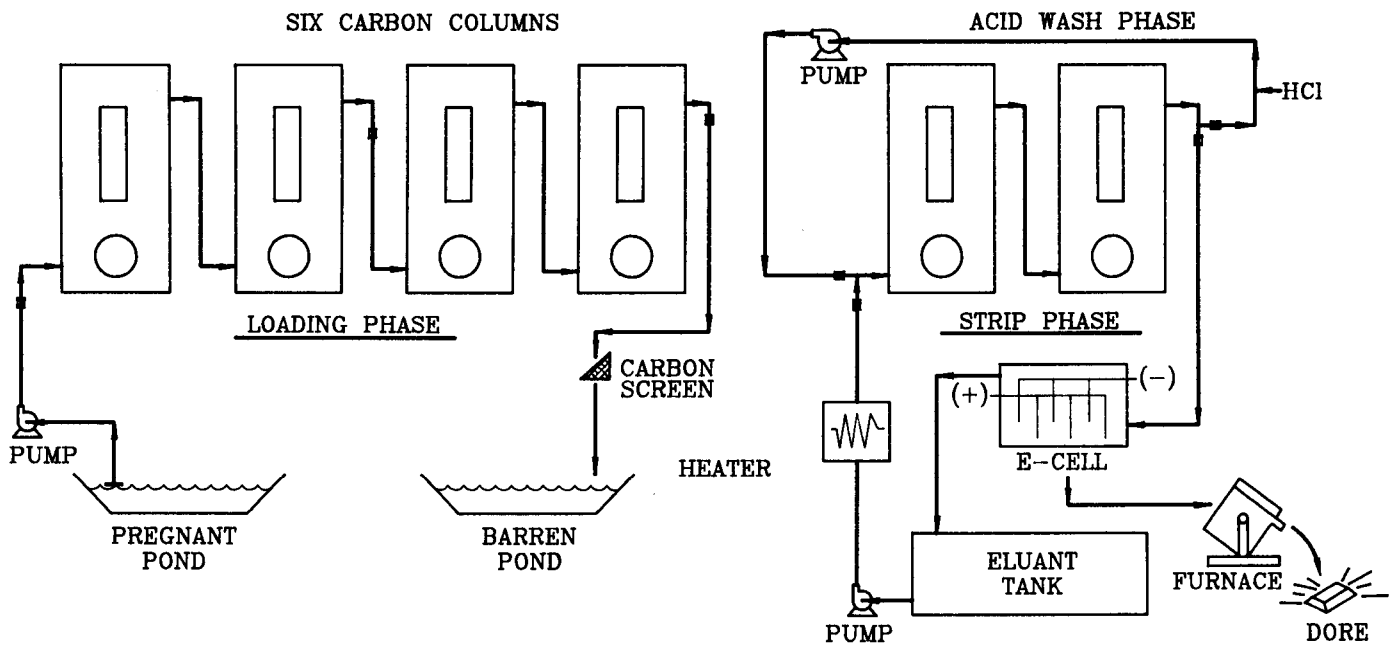 SIX CARBON COLUMNS
ACID WASH PHASE
PUMP
HCl
LOADING PHASE
STRIP PHASE
CARBON
SCREEN
(+)
(-)
PUMP
E-CELL
HEATER
PREGNANT
POND
BARREN
POND
ELUANT
TANK
FURNACE
PUMP
DORE